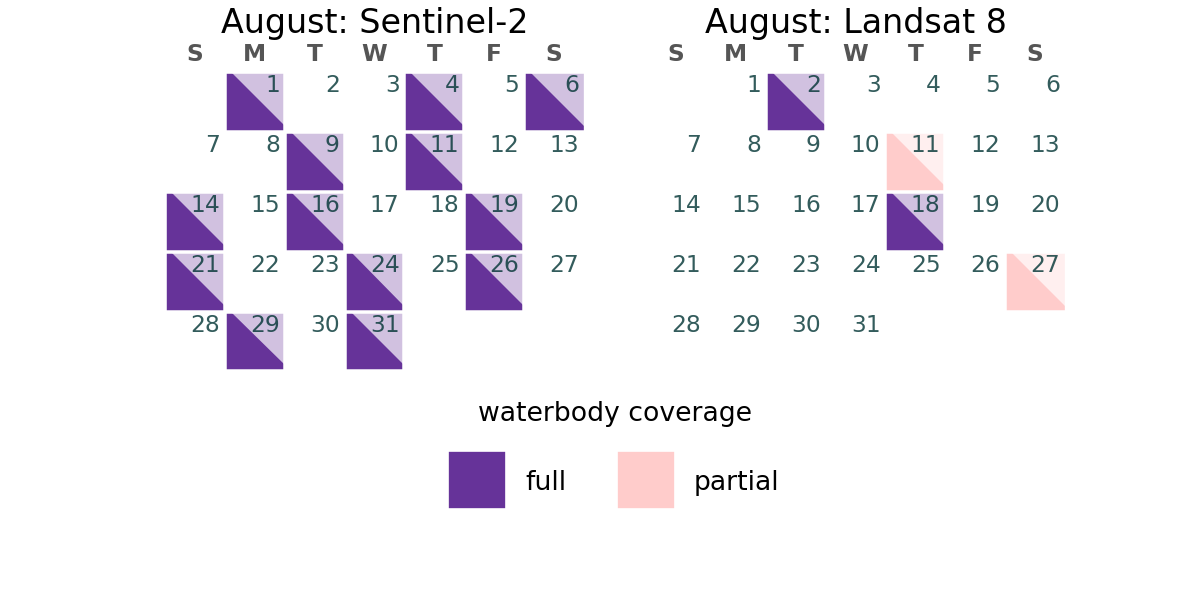 August: Sentinel-2
S M T W T F S
1 2 3 4 5 6
7 8 9 10 11 12 13
14 15 16 17 18 19 20
21 22 23 24 25 26 27
28 29 30 31
August: Landsat 8
S M T W T F S
1 2 3 4 5 6
7 8 9 10 11 12 13
14 15 16 17 18 19 20
21 22 23 24 25 26 27
28 29 30 31
waterbody coverage
full partial